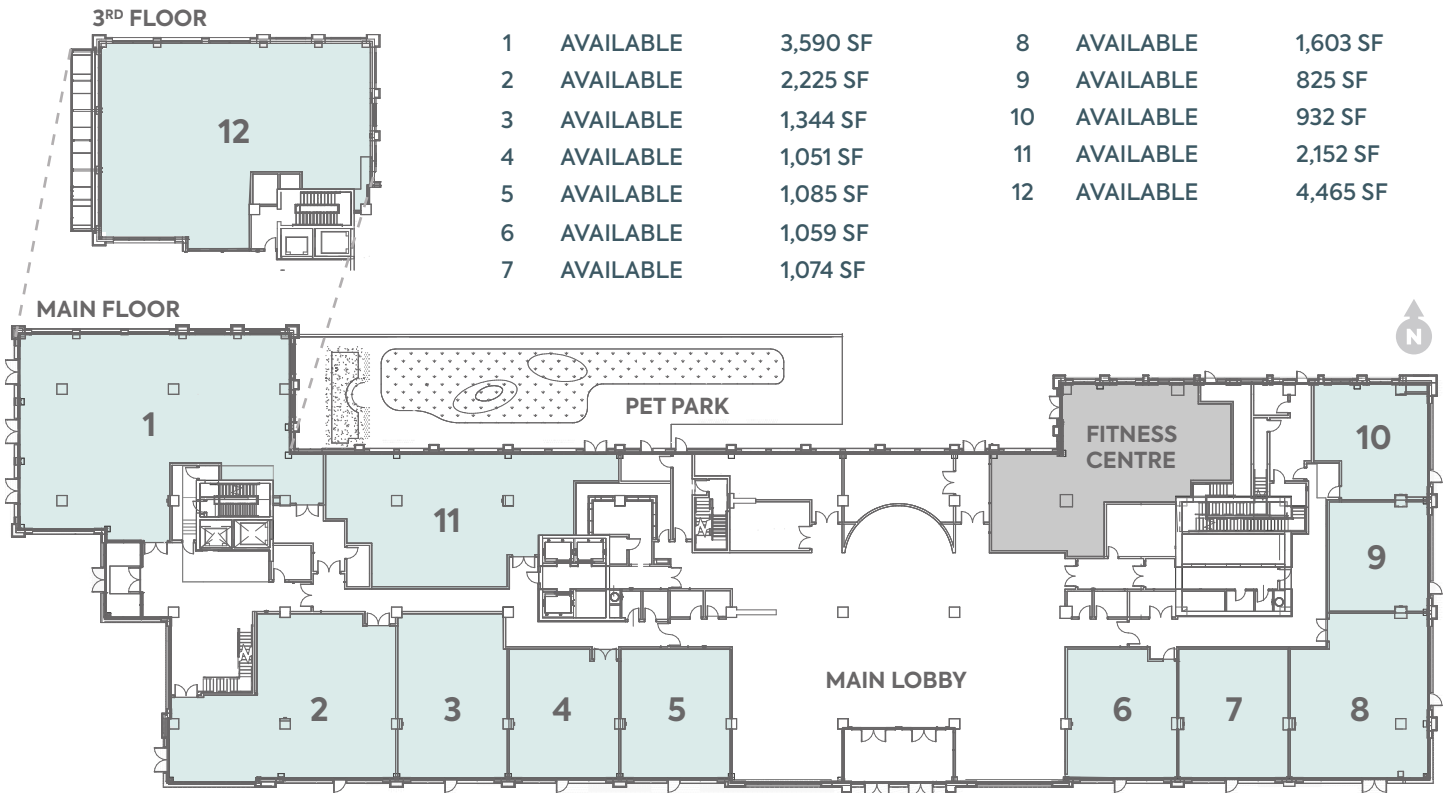 3RD FLOOR
12
1 AVAILABLE 3,590 SF
2 AVAILABLE 2,225 SF
3 AVAILABLE 1,344 SF
4 AVAILABLE 1,051 SF
5 AVAILABLE 1,085 SF
6 AVAILABLE 1,059 SF
7 AVAILABLE 1,074 SF
8 AVAILABLE 1,603 SF
9 AVAILABLE 825 SF
10 AVAILABLE 932 SF
11 AVAILABLE 2,152 SF
12 AVAILABLE 4,465 SF
MAIN FLOOR
N
1
PET PARK
FITNESS
CENTRE
10
11
9
MAIN LOBBY
2
3
4
5
6
7
8